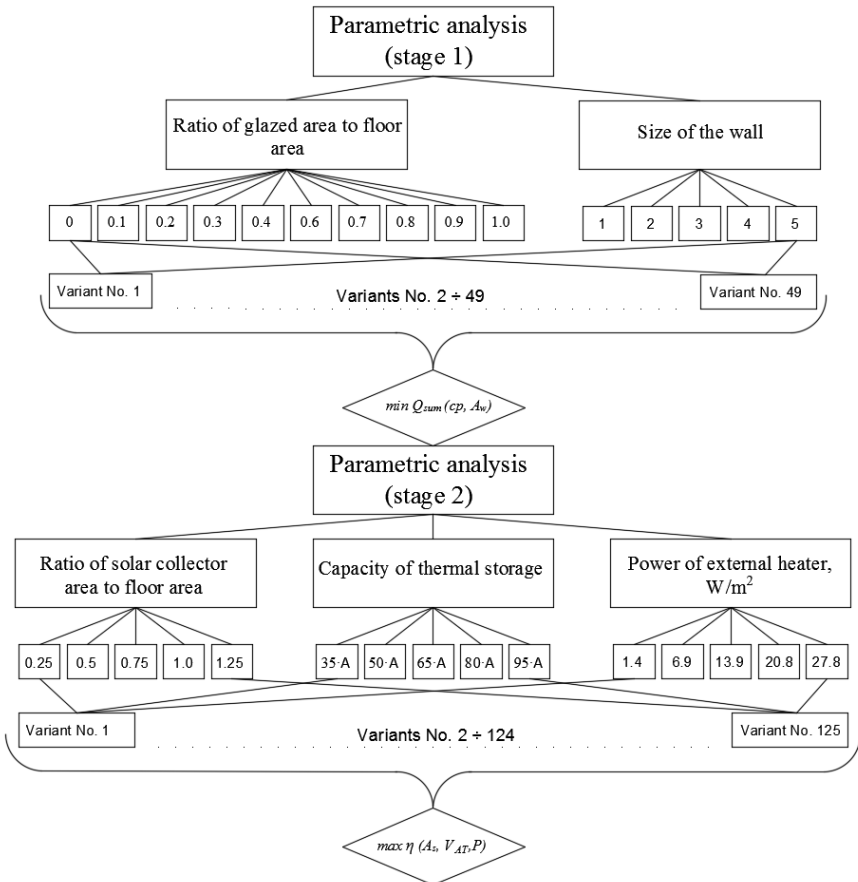 Parametric analysis
(stage 1)
Ratio of glazed area to floor
area
Size of the wall
0 0.1 0.2 0.3 0.4 0.6 0.7 0.8 0.9 1.0
1 2 3 4 5
Variant No. 1
Variants No. 2 ÷ 49
Variant No. 49
min Qsum (cp, Aw)
Parametric analysis
(stage 2)
Ratio of solar collector
area to floor area
Capacity of thermal storage
Power of external heater,
W/m²
0.25 0.5 0.75 1.0 1.25
35·A 50·A 65·A 80·A 95·A
1.4 6.9 13.9 20.8 27.8
Variant No. 1
Variants No. 2 ÷ 124
Variant No. 125
max η (As, VAT,P)